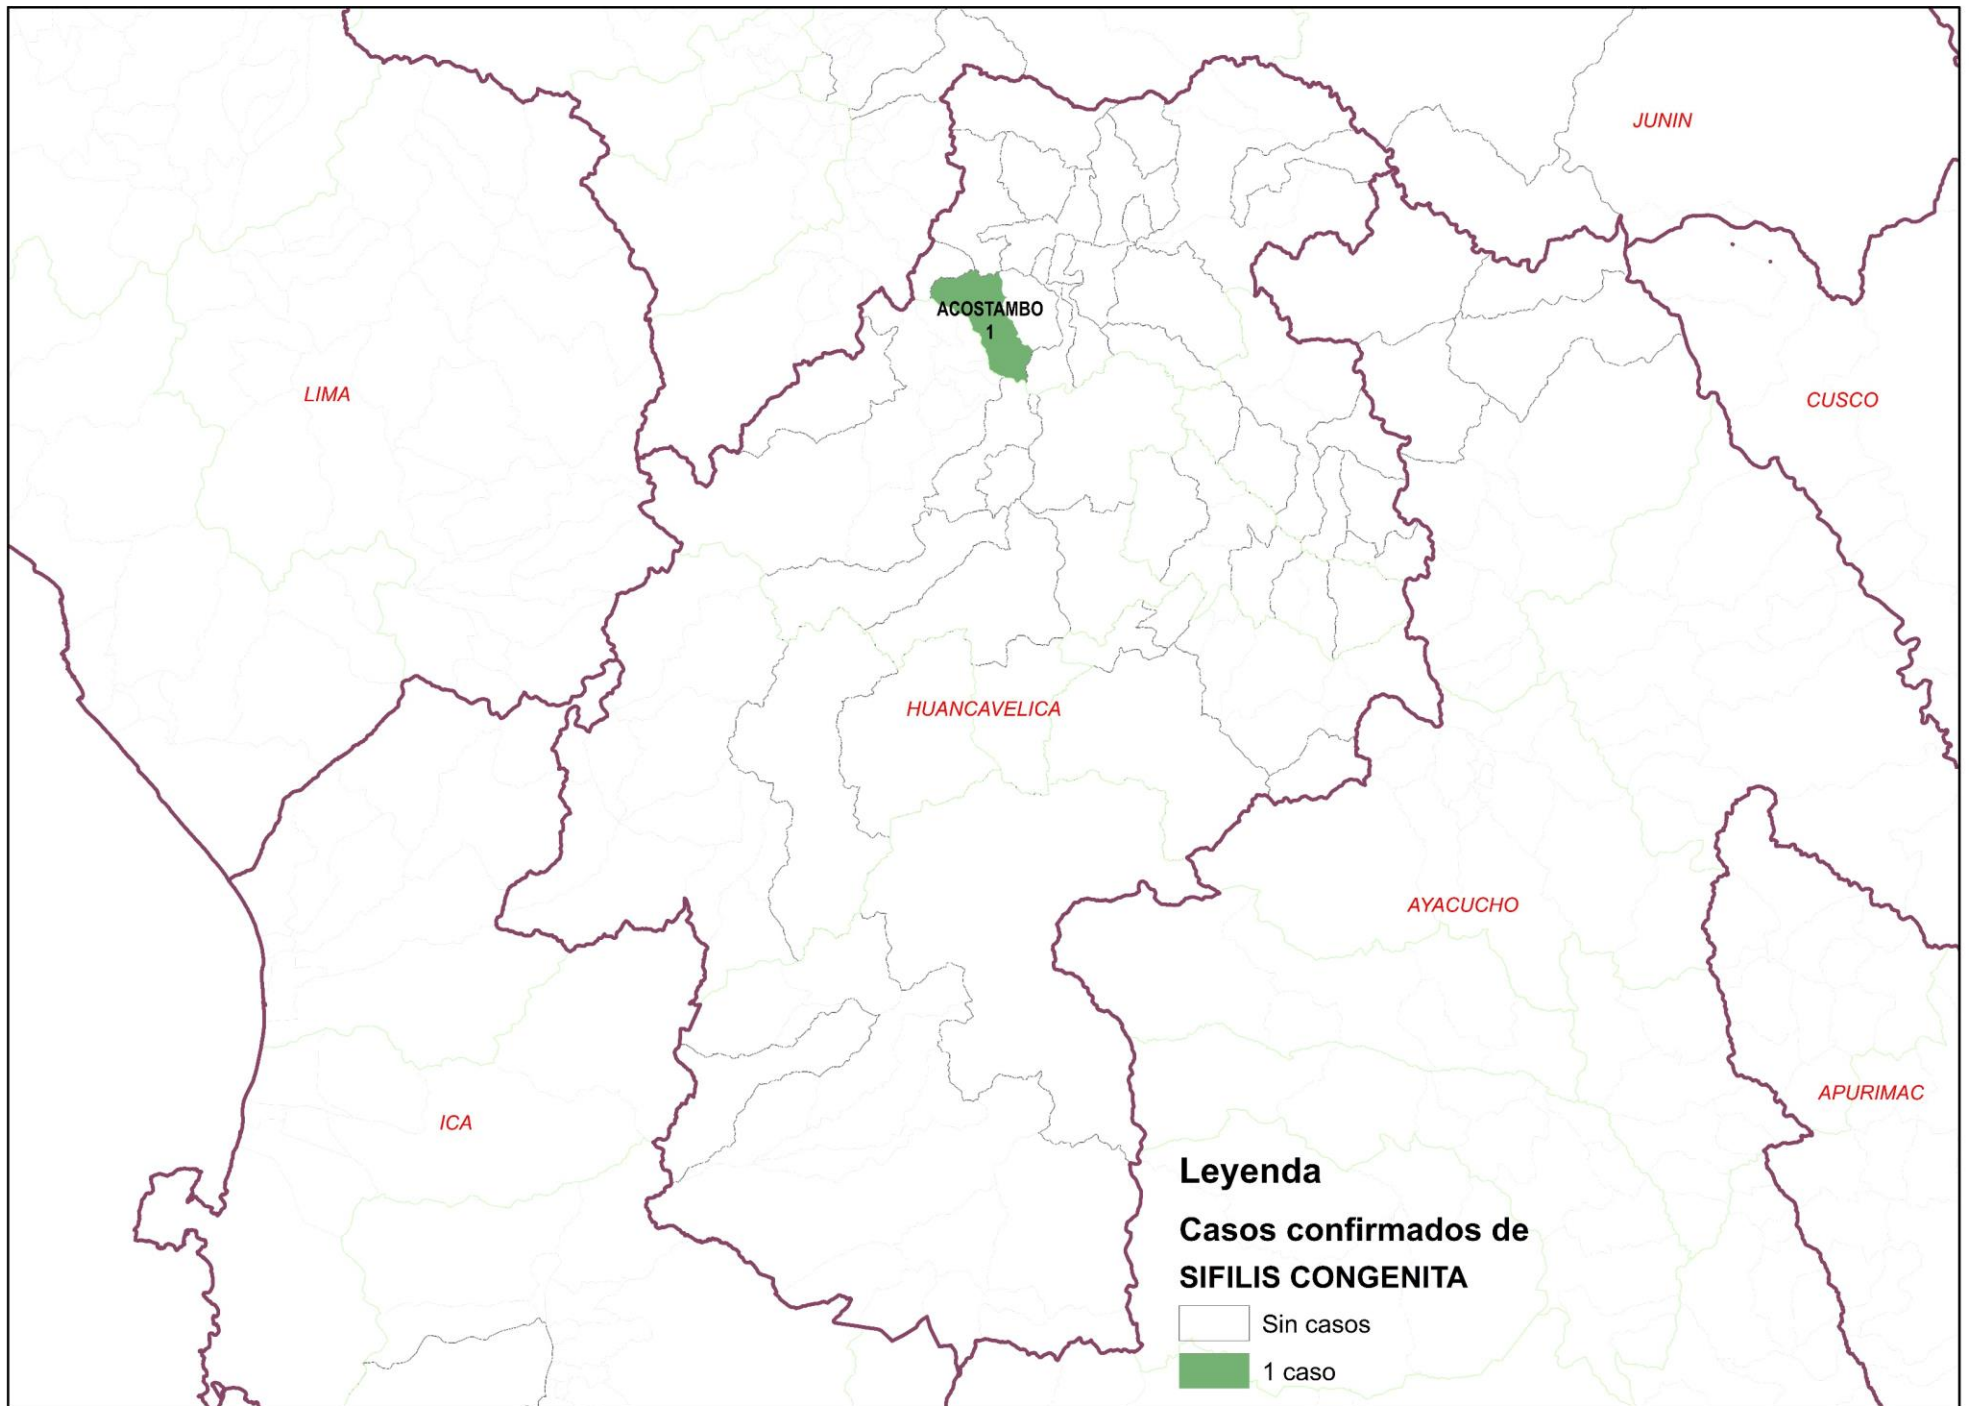 JUNIN
ACOSTAMBO
1
LIMA
CUSCO
HUANCAVELICA
AYACUCHO
APURIMAC
ICA
Leyenda
Casos confirmados de
SIFILIS CONGENITA
Sin casos
1 caso